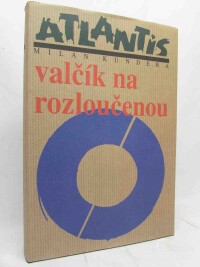 ATLANTIS
MILAN KUNDERA
valčík na
rozloučenou